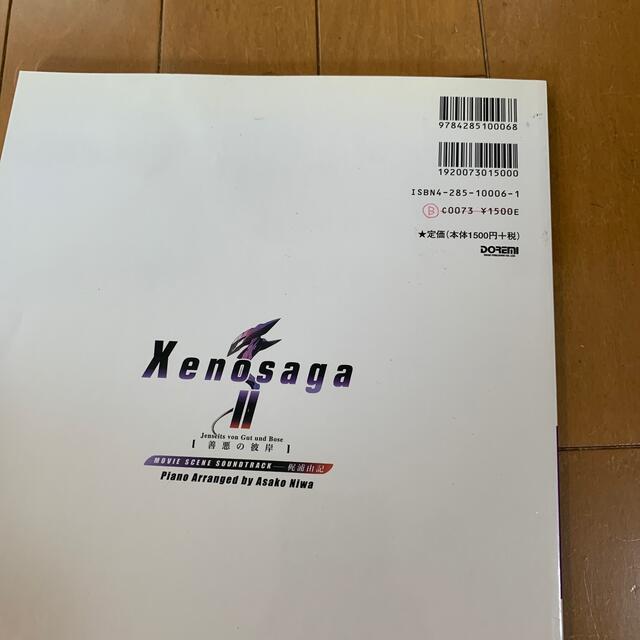 9784285100068
1920073015000
ISBN4-285-10006-1
B C0073 ¥1500E
★定価(本体1500円+税)
DOREMI
Xenosaga
II
Jenseits von Gut und Bose
[善悪の彼岸]
MOVIE SCENE SOUNDTRACK 梶浦由記
Piano Arranged by Asako Niwa